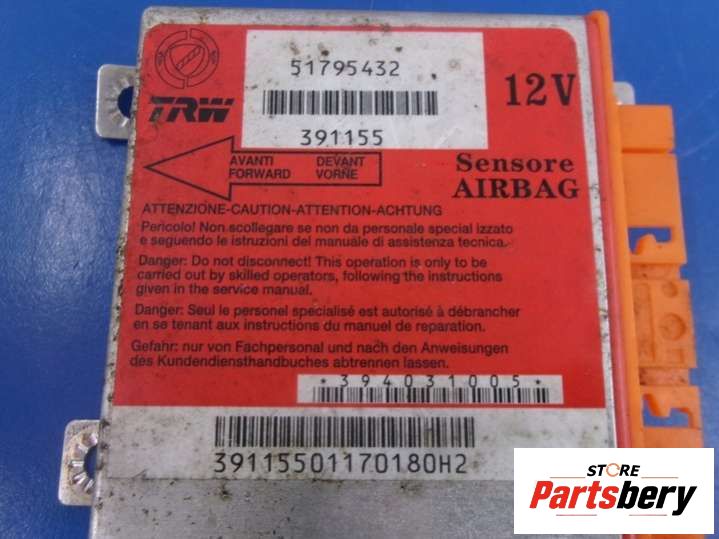 51795432
TRW
391155
12V
AVANTI DEVANT
FORWARD VORNE
Sensore
AIRBAG
ATTENZIONE-CAUTION-ATTENTION-ACHTUNG
Pericolo! Non scollegare se non da personale special izzato
e seguendo le istruzioni del manuale di assistenza tecnica.
Danger: Do not disconnect! This operation is only to be
carried out by skilled operators, following the instructions
given in the service manual.
Danger: Seul le personel specialisé est autorisé à débrancher
en se tenant aux instructions du manuel de reparation.
Gefahr: nur von Fachpersonal und nach den Anweisungen
des Kundendiensthandbuches abtrennen lassen.
*394031005*
39115501170180H2
STORE
Partsbery